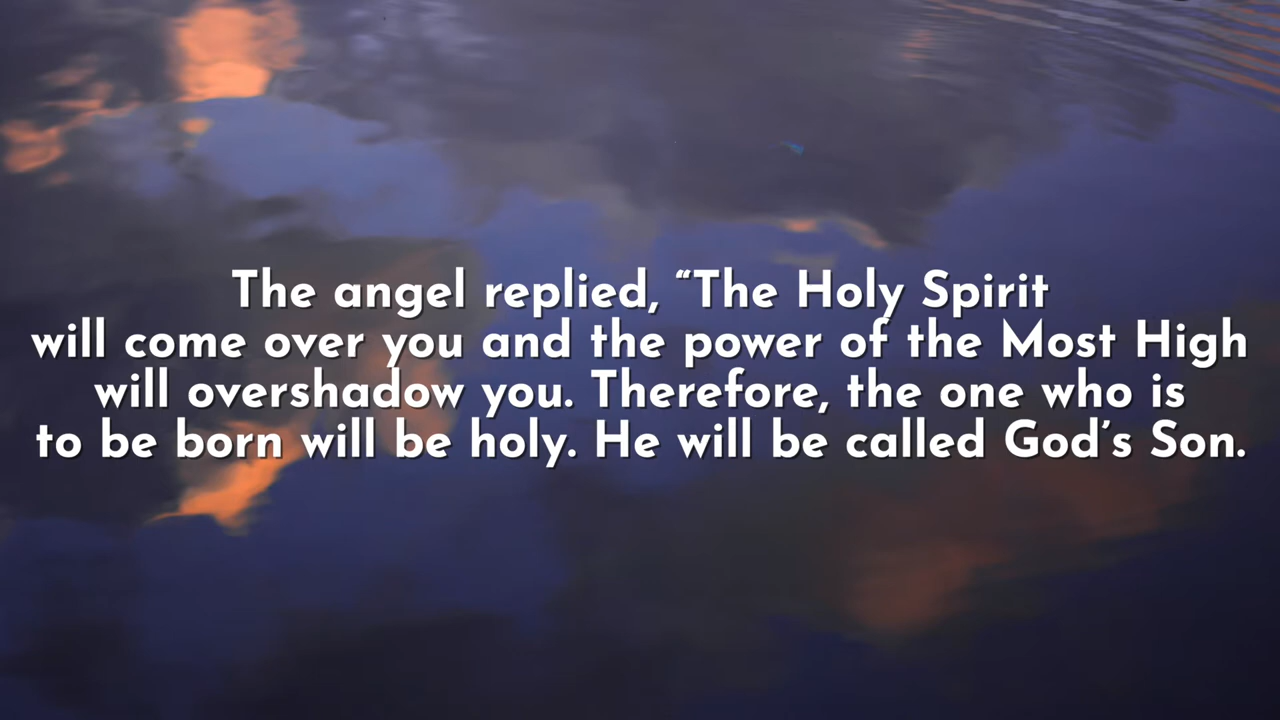 The angel replied, “The Holy Spirit
will come over you and the power of the Most High
will overshadow you. Therefore, the one who is
to be born will be holy. He will be called God’s Son.